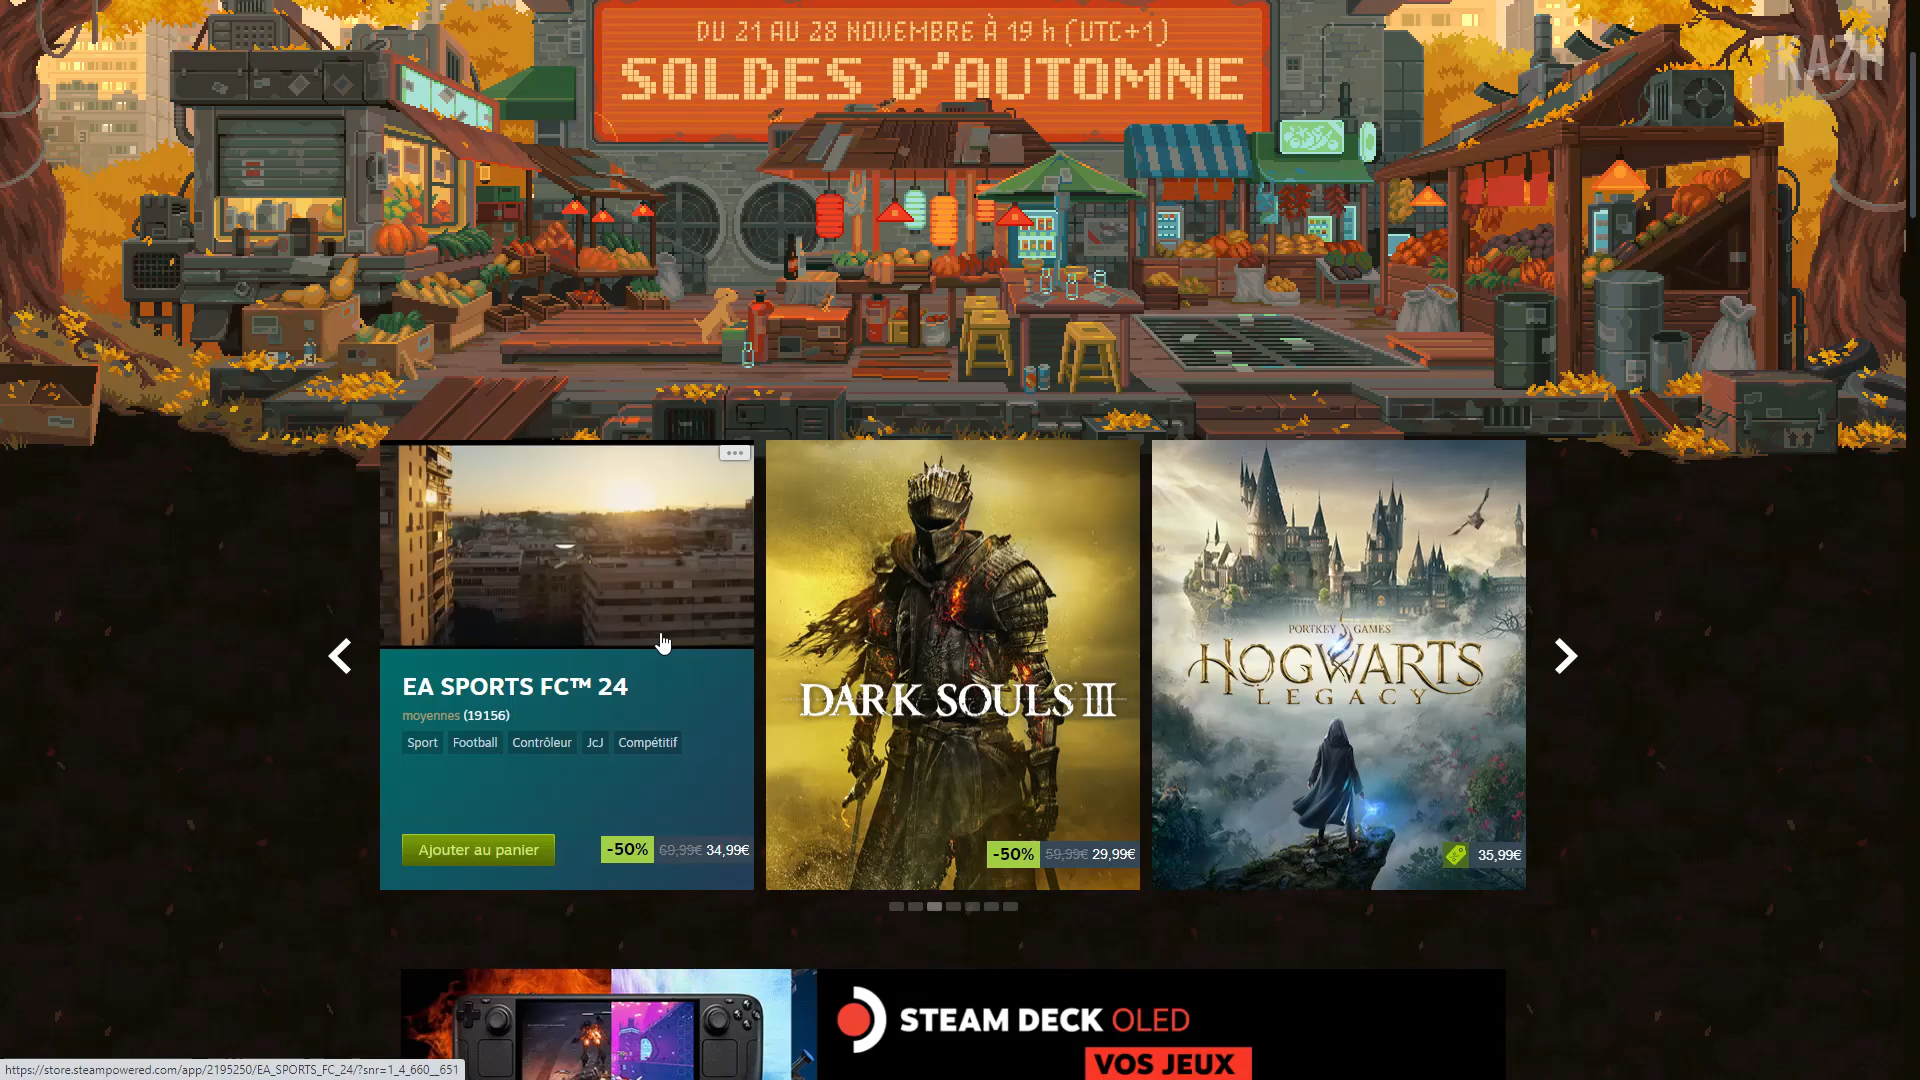 DU 21 AU 28 NOVEMBRE À 19 h (UTC+1)
SOLDES D'AUTOMNE
KAZH
EA SPORTS FC™ 24
moyennes (19156)
Sport Football Contrôleur JcJ Compétitif
Ajouter au panier
-50% 69,99€ 34,99€
DARK SOULS III
-50% 59,99€ 29,99€
PORTKEY GAMES
HOGWARTS
LEGACY
35,99€
STEAM DECK OLED
VOS JEUX
https://store.steampowered.com/app/2195250/EA_SPORTS_FC_24/?snr=1_4_660__651